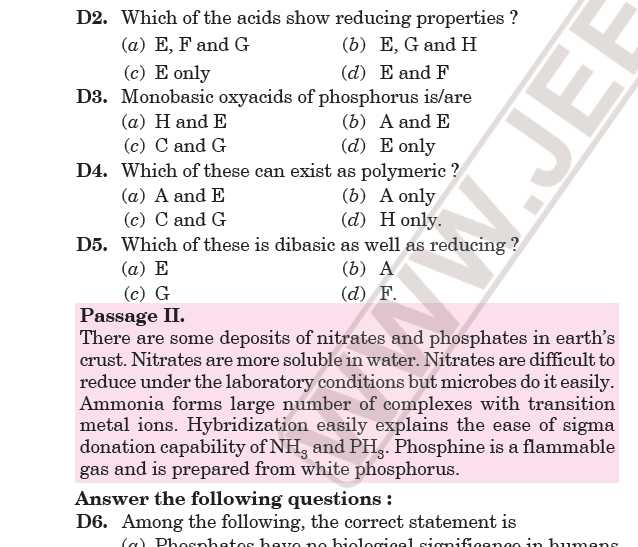 D2. Which of the acids show reducing properties ?
(a) E, F and G (b) E, G and H
(c) E only (d) E and F
D3. Monobasic oxyacids of phosphorus is/are
(a) H and E (b) A and E
(c) C and G (d) E only
D4. Which of these can exist as polymeric ?
(a) A and E (b) A only
(c) C and G (d) H only.
D5. Which of these is dibasic as well as reducing ?
(a) E (b) A
(c) G (d) F.
Passage II.
There are some deposits of nitrates and phosphates in earth's
crust. Nitrates are more soluble in water. Nitrates are difficult to
reduce under the laboratory conditions but microbes do it easily.
Ammonia forms large number of complexes with transition
metal ions. Hybridization easily explains the ease of sigma
donation capability of NH₃ and PH₃. Phosphine is a flammable
gas and is prepared from white phosphorus.
Answer the following questions :
D6. Among the following, the correct statement is
(a) Phosphates have no biological significance in humans
WWW.JEE